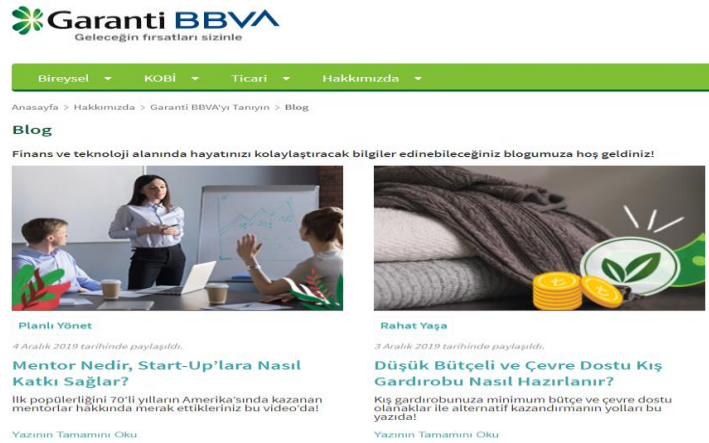 Garanti BBVA
Geleceğin fırsatları sizinle
Bireysel KOBİ Ticari Hakkımızda
Anasayfa > Hakkımızda > Garanti BBVA'yı Tanıyın > Blog
Blog
Finans ve teknoloji alanında hayatınızı kolaylaştıracak bilgiler edinebileceğiniz blogumuza hoş geldiniz!
Planlı Yönet
4 Aralık 2019 tarihinde paylaşıldı.
Mentor Nedir, Start-Up’lara Nasıl
Katkı Sağlar?
İlk popülerliğini 70’li yılların Amerika’sında kazanan
mentorlar hakkında merak ettikleriniz bu video’da!
Yazının Tamamını Oku
Rahat Yaşa
3 Aralık 2019 tarihinde paylaşıldı.
Düşük Bütçeli ve Çevre Dostu Kış
Gardırobu Nasıl Hazırlanır?
Kış gardırobunuza minimum bütçe ve çevre dostu
olanaklar ile alternatif kazandırmanın yolları bu
yazıda!
Yazının Tamamını Oku